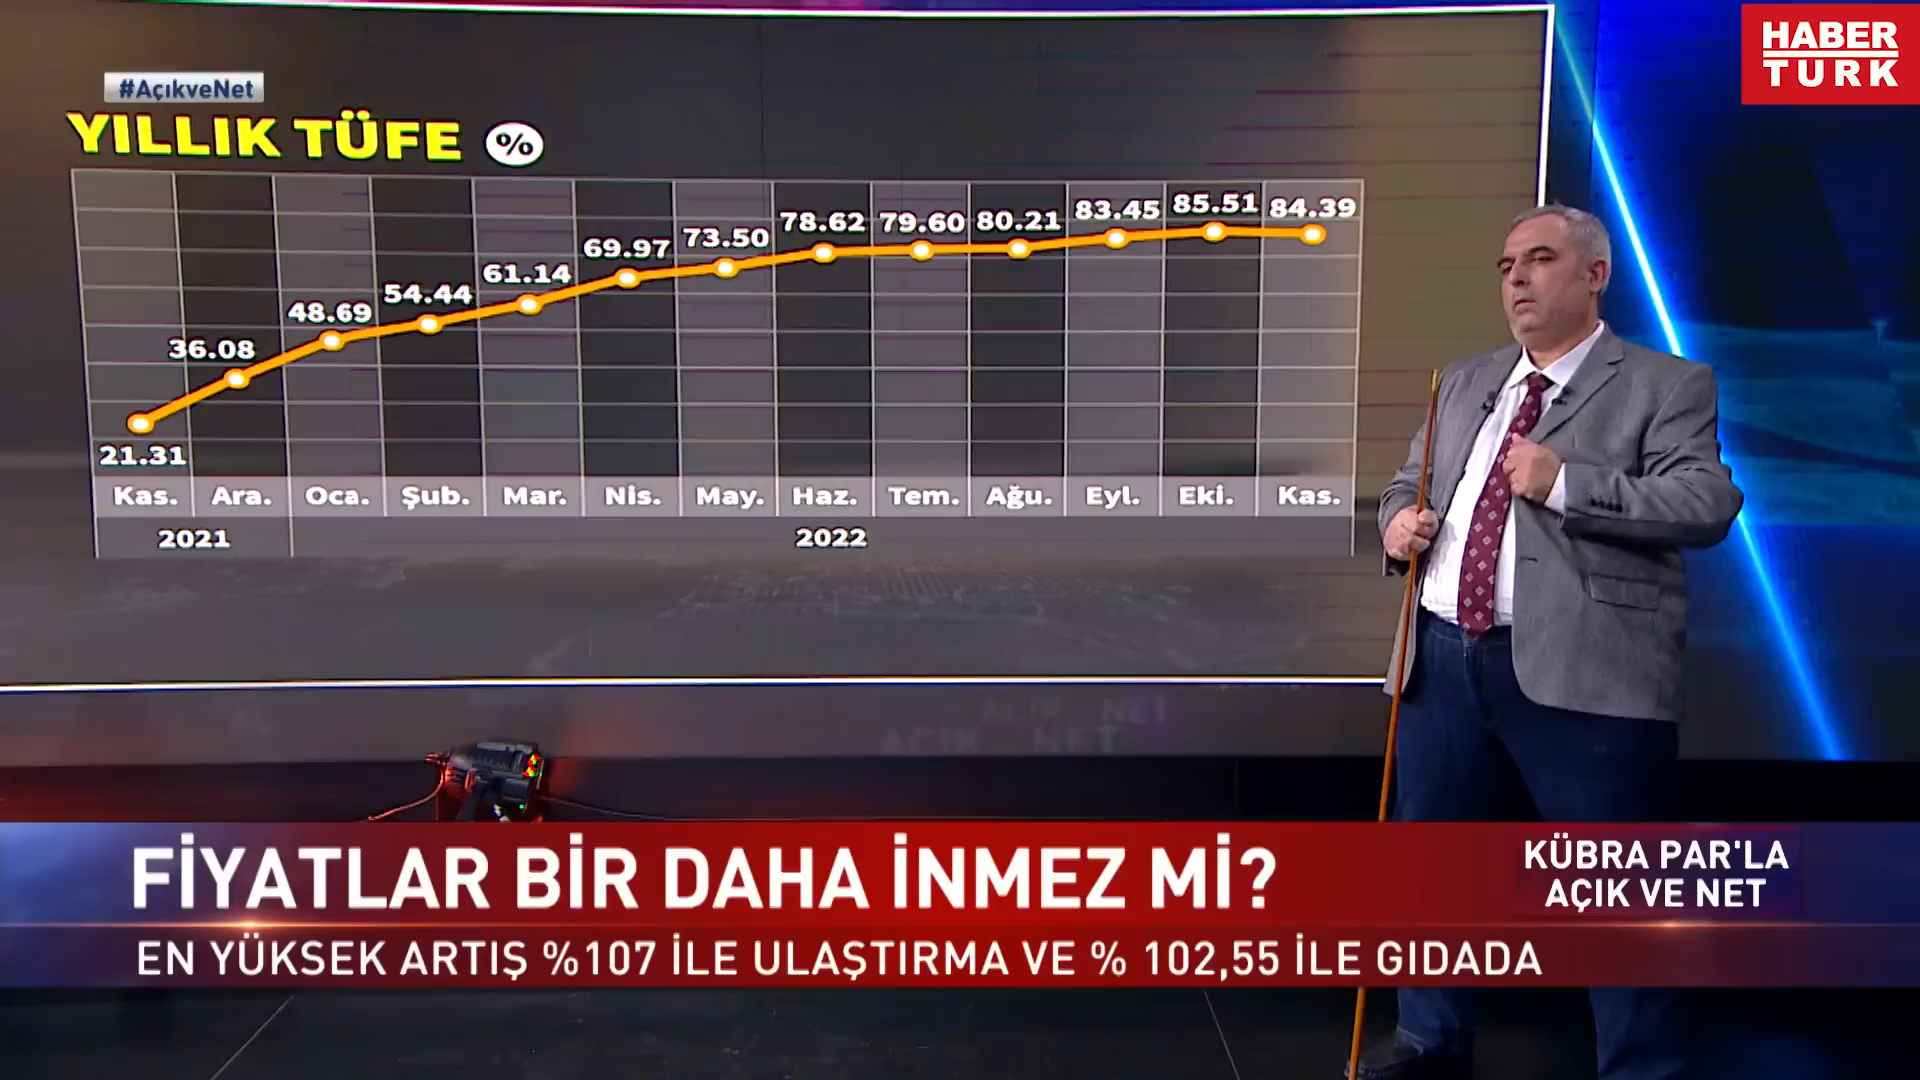 HABER
TURK
#AçıkveNet
YILLIK TÜFE %
21.31 36.08 48.69 54.44 61.14 69.97 73.50 78.62 79.60 80.21 83.45 85.51 84.39
Kas. Ara. Oca. Şub. Mar. Nis. May. Haz. Tem. Ağu. Eyl. Eki. Kas.
2021 2022
AÇIK NET
FİYATLAR BİR DAHA İNMEZ Mİ?
KÜBRA PAR'LA
AÇIK VE NET
EN YÜKSEK ARTIŞ %107 İLE ULAŞTIRMA VE % 102,55 İLE GIDADA